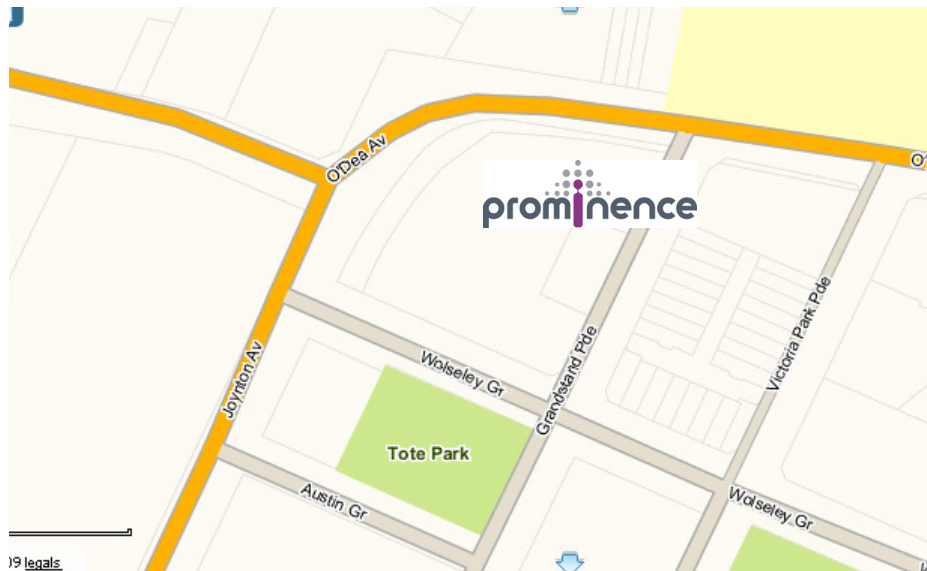 O'Dea Av
O'
prominence
Victoria Park Pde
Grandstand Pde
Wolseley Gr
Joynton Av
Tote Park
Austin Gr
Wolseley Gr
W
09 legals